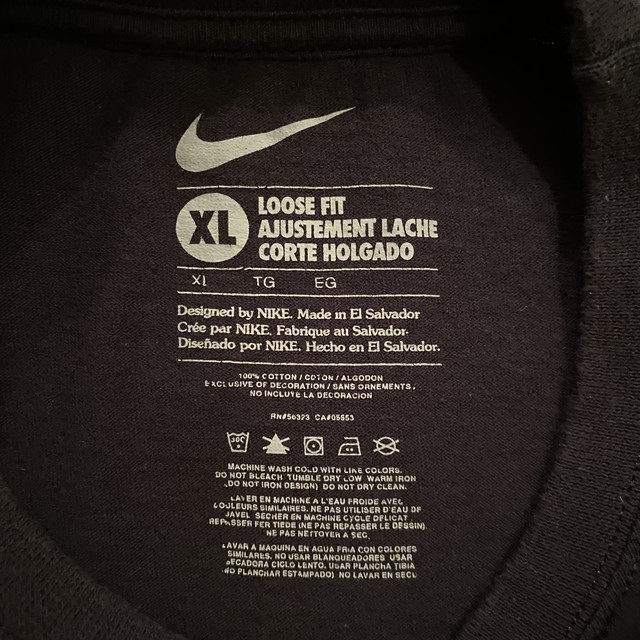 XL
LOOSE FIT
AJUSTEMENT LACHE
CORTE HOLGADO
XL TG EG
Designed by NIKE. Made in El Salvador
Crée par NIKE. Fabrique au Salvador.
Diseñado por NIKE. Hecho en El Salvador.
100% COTTON / COTON / ALGODON
EXCLUSIVE OF DECORATION / SANS ORNEMENTS.
NO INCLUYE LA DECORACION
RN#56323 CA#05553
30C
MACHINE WASH COLD WITH LIKE COLORS.
DO NOT BLEACH TUMBLE DRY LOW WARM IRON
(DO NOT IRON DESIGN) DO NOT DRY CLEAN.
LAVER EN MACHINE A L'EAU FROIDE AVEC
COULEURS SIMILAIRES. NE PAS UTILISER D'EAU DE
JAVEL SECHER EN MACHINE CYCLE DELICAT
REPASSER FER TIEDE (NE PAS REPASSER LE DESSIN)
NE PAS NETTOYER A SEC
LAVAR A MAQUINA EN AGUA FRIA CON COLORES
SIMILARES. NO USAR BLANQUEADORES USAR
SECADORA CICLO LENTO. USAR PLANCHA TIBIA
NO PLANCHAR ESTAMPADO) NO LAVAR EN SECO